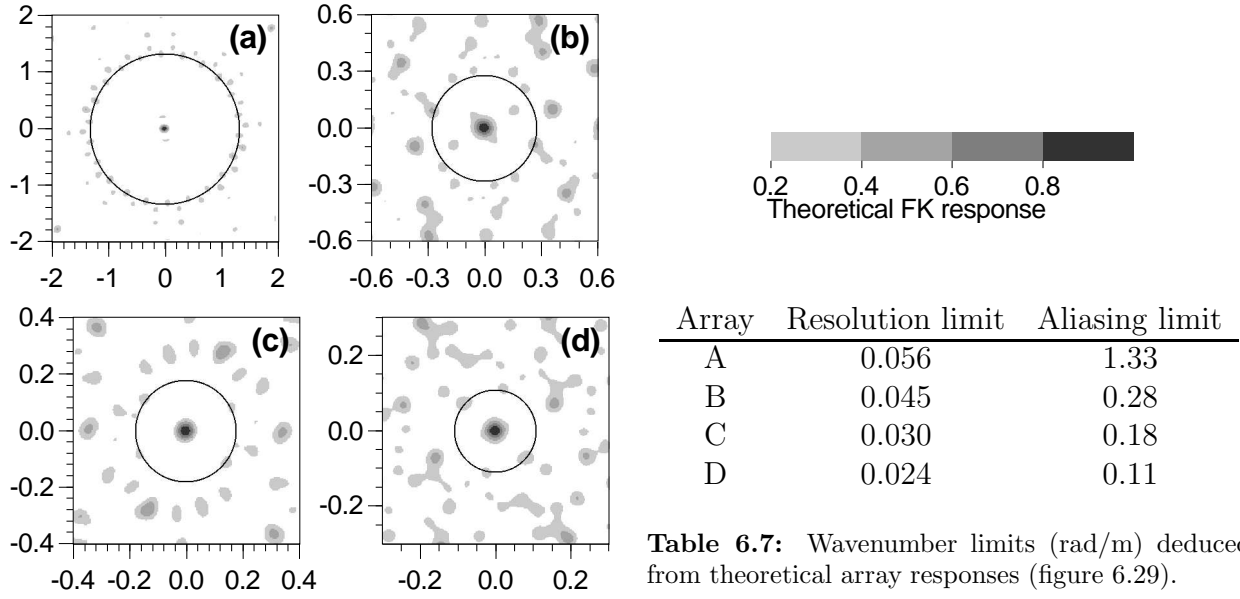 2
1
0
-1
-2
-2 -1 0 1 2
(a)
0.6
0.3
0.0
-0.3
-0.6
-0.6 -0.3 0.0 0.3 0.6
(b)
0.4
0.2
0.0
-0.2
-0.4
-0.4 -0.2 0.0 0.2 0.4
(c)
0.2
0.0
-0.2
-0.2 0.0 0.2
(d)
0.2 0.4 0.6 0.8
Theoretical FK response
Array Resolution limit Aliasing limit
A 0.056 1.33
B 0.045 0.28
C 0.030 0.18
D 0.024 0.11
Table 6.7: Wavenumber limits (rad/m) deduced
from theoretical array responses (figure 6.29).